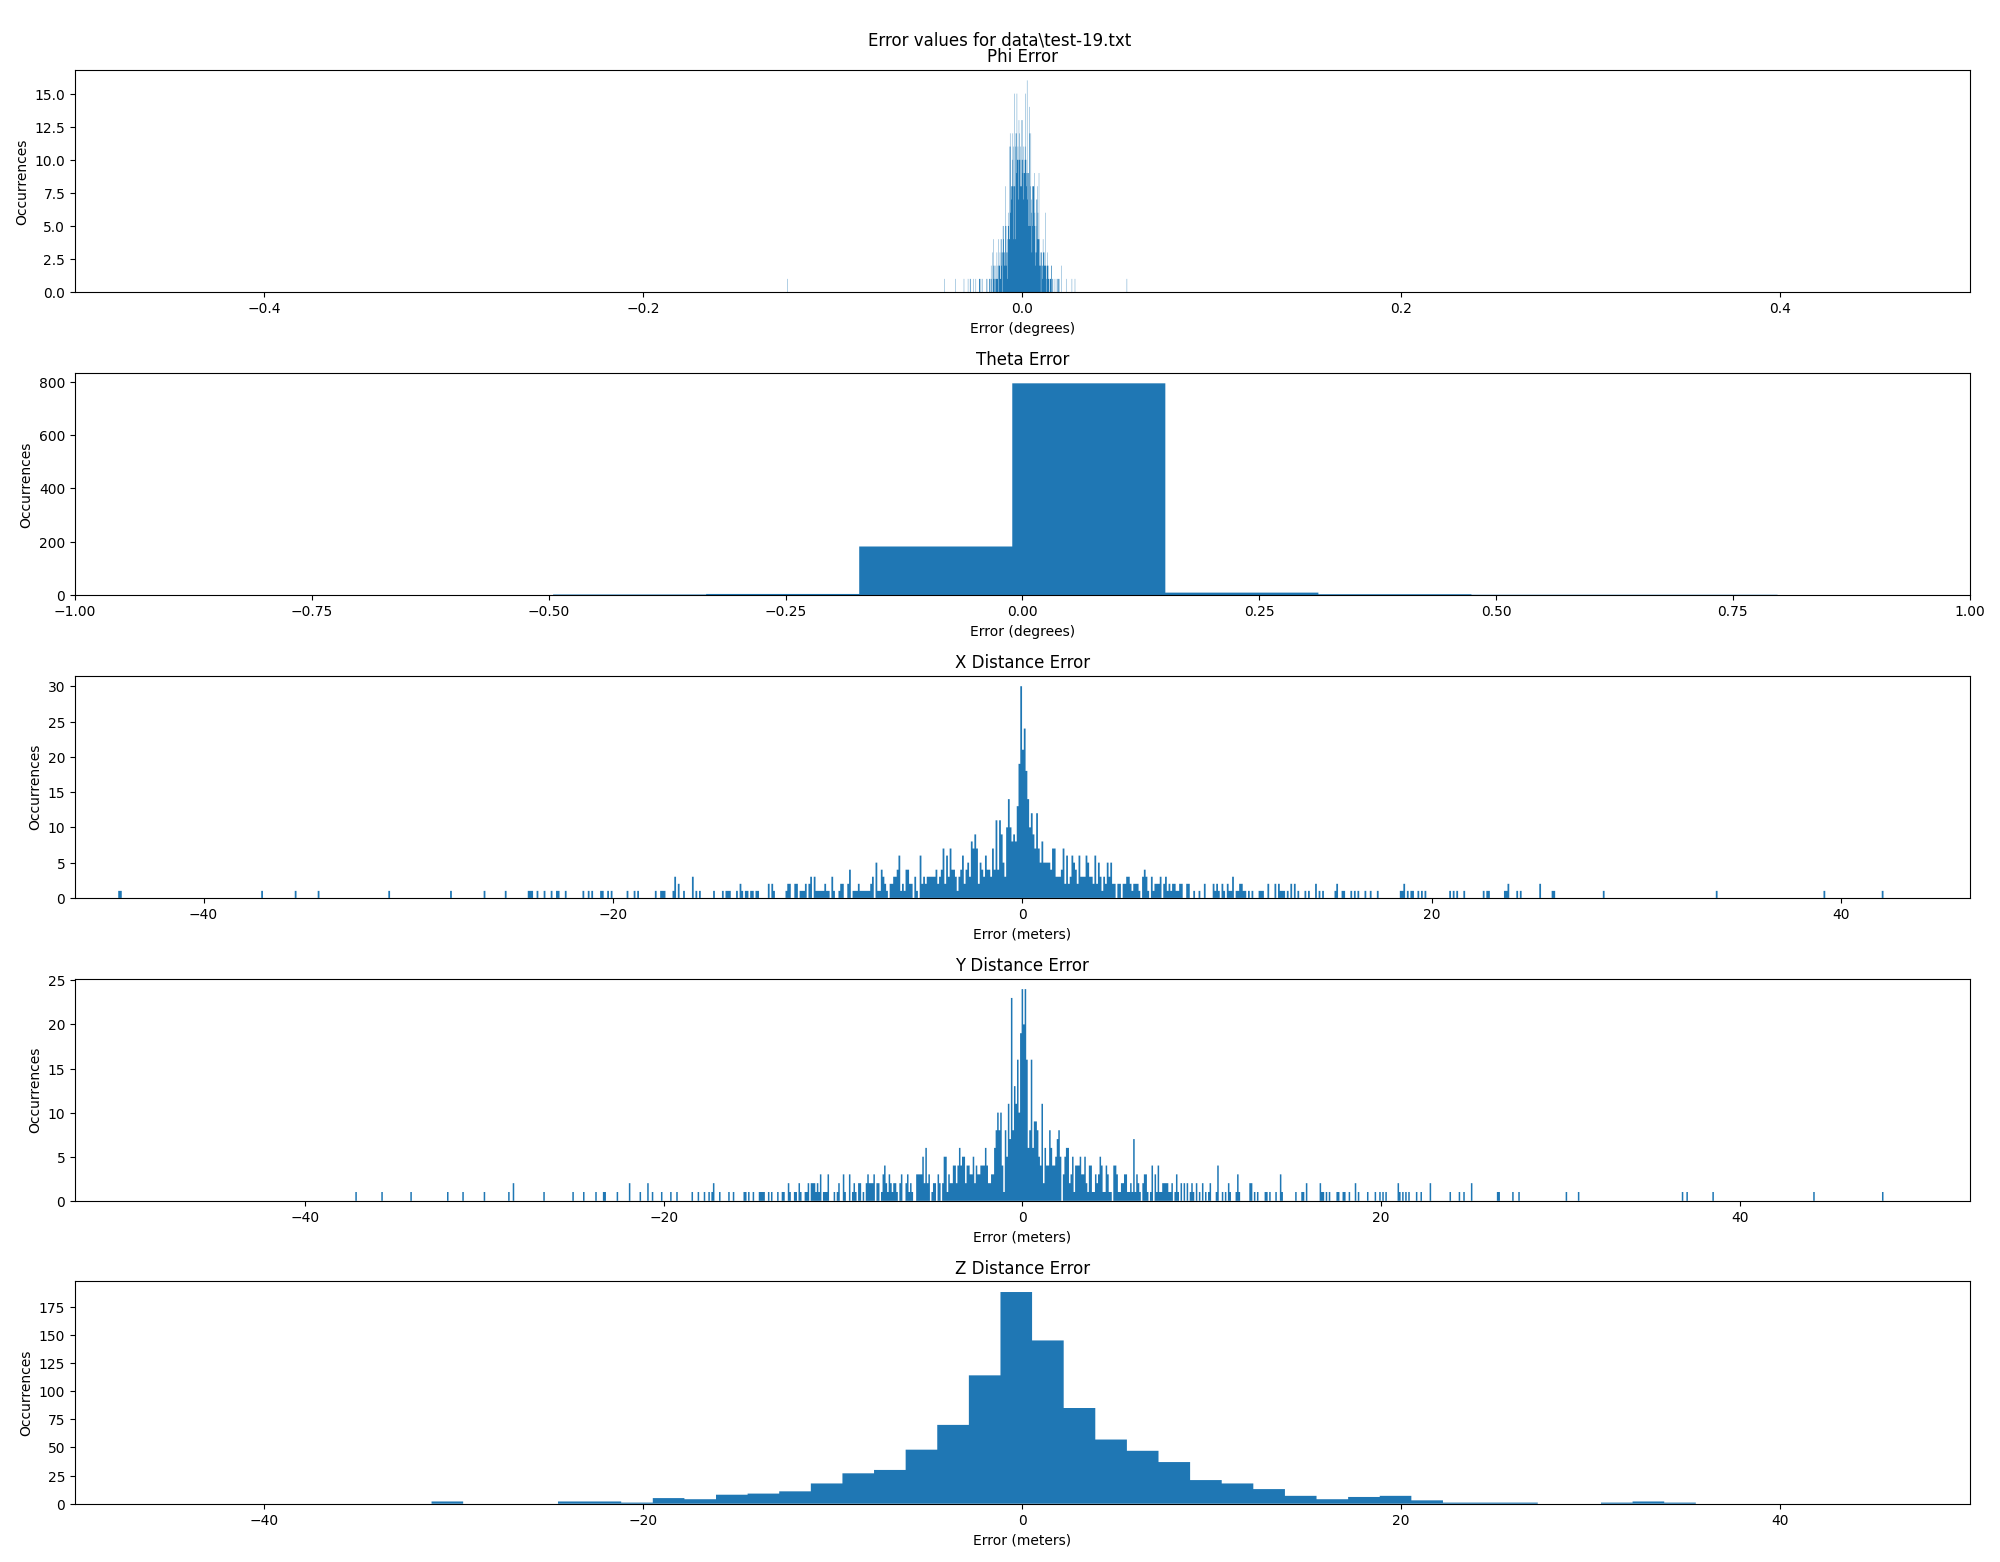 Error values for data\test-19.txt
Phi Error
15.0
12.5
10.0
7.5
5.0
2.5
0.0
Occurrences
−0.4 −0.2 0.0 0.2 0.4
Error (degrees)
Theta Error
800
600
400
200
0
Occurrences
−1.00 −0.75 −0.50 −0.25 0.00 0.25 0.50 0.75 1.00
Error (degrees)
X Distance Error
30
25
20
15
10
5
0
Occurrences
−40 −20 0 20 40
Error (meters)
Y Distance Error
25
20
15
10
5
0
Occurrences
−40 −20 0 20 40
Error (meters)
Z Distance Error
175
150
125
100
75
50
25
0
Occurrences
−40 −20 0 20 40
Error (meters)